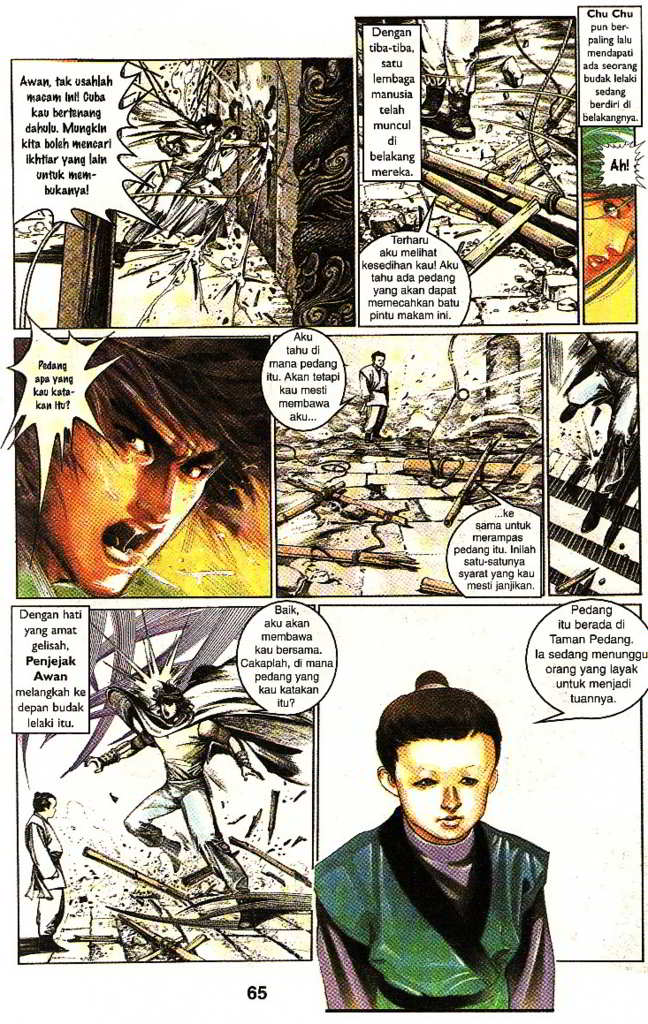 Awan, tak usahlah
macam ini! Cuba
kau bertenang
dahulu. Mungkin
kita boleh mencari
ikhtiar yang lain
untuk mem-
bukanya!
Dengan
tiba-tiba,
satu
lembaga
manusia
telah
muncul
di
belakang
mereka.
Terharu
aku melihat
kesedihan kau! Aku
tahu ada pedang
yang akan dapat
memecahkan batu
pintu makam ini.
Chu Chu
pun ber-
paling lalu
mendapati
ada seorang
budak lelaki
sedang
berdiri di
belakangnya.
Ah!
Pedang
apa yang
kau kata-
kan itu?
Aku
tahu di
mana pedang
itu. Akan tetapi
kau mesti
membawa
aku...
...ke
sama untuk
merampas
pedang itu. Inilah
satu-satunya
syarat yang kau
mesti janjikan.
Dengan hati
yang amat
gelisah,
Penjejak
Awan
melangkah ke
depan budak
lelaki itu.
Baik,
aku akan
membawa
kau bersama.
Cakaplah, di mana
pedang yang
kau katakan
itu?
Pedang
itu berada di
Taman Pedang.
Ia sedang menunggu
orang yang layak
untuk menjadi
tuannya.
65